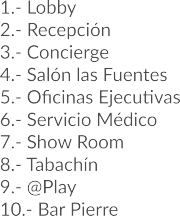 1.- Lobby
2.- Recepción
3.- Concierge
4.- Salón las Fuentes
5.- Oficinas Ejecutivas
6.- Servicio Médico
7.- Show Room
8.- Tabachín
9.- @Play
10.- Bar Pierre